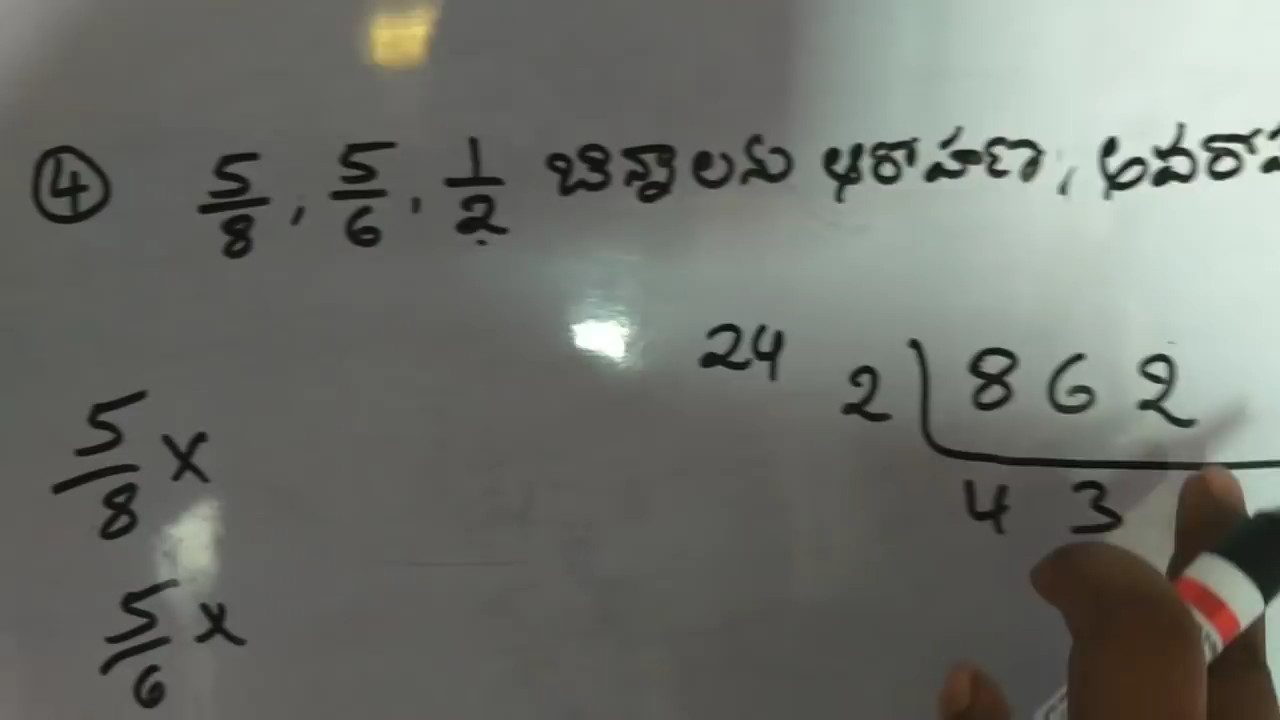 ④ 5/8, 5/6, 1/2 భిన్నాలను ఆరోహణ, అవరోహ
24
2 8 6 2
4 3
5/8 ×
5/6 ×